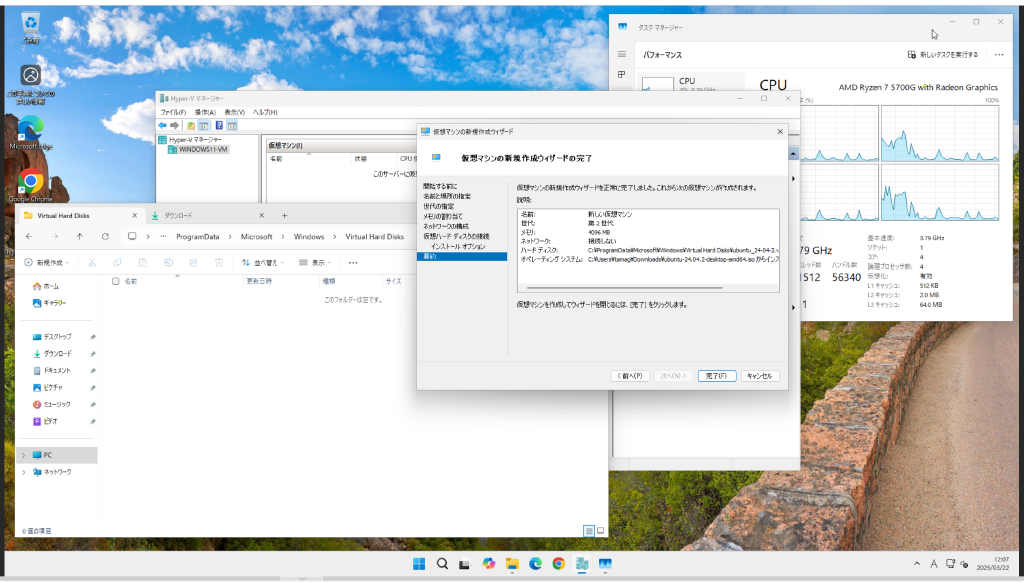 ごみ箱
Microsoft Edge
Google Chrome
タスク マネージャー
パフォーマンス
新しいタスクを実行する
CPU
CPU
AMD Ryzen 7 5700G with Radeon Graphics
100%
基本速度: 3.79 GHz
ソケット: 1
コア: 4
論理プロセッサ数: 4
仮想化: 有効
L1 キャッシュ: 512 KB
L2 キャッシュ: 2.0 MB
L3 キャッシュ: 64.0 MB
79 GHz
ハンドル数
1512 56340
Hyper-V マネージャー
ファイル(F) 操作(A) 表示(V) ヘルプ(H)
Hyper-V マネージャー
WINDOWS11-VM
仮想マシン(I)
名前 状態 CPU
このサーバーに仮
仮想マシンの新規作成ウィザード
仮想マシンの新規作成ウィザードの完了
開始する前に
名前と場所の指定
世代の指定
メモリの割り当て
ネットワークの構成
仮想ハード ディスクの接続
インストール オプション
要約
仮想マシンの新規作成ウィザードを正常に完了しました。これから次の仮想マシンが作成されます。
説明:
名前: 新しい仮想マシン
世代: 第 2 世代
メモリ: 4096 MB
ネットワーク: 接続しない
ハード ディスク: C:¥ProgramData¥Microsoft¥Windows¥Virtual Hard Disks¥ubuntu_24-04-2.v
オペレーティング システム: C:¥Users¥tamag¥Downloads¥ubuntu-24.04.2-desktop-amd64.iso からインス
仮想マシンを作成してウィザードを閉じるには、[完了] をクリックします。
< 前へ(P) 次へ(N) > 完了(F) キャンセル
Virtual Hard Disks
ダウンロード
ProgramData > Microsoft > Windows > Virtual Hard Disks
新規作成
並べ替え
表示
名前 更新日時 種類 サイズ
このフォルダーは空です。
ホーム
ギャラリー
デスクトップ
ダウンロード
ドキュメント
ピクチャ
ミュージック
ビデオ
PC
ネットワーク
0 個の項目
A
12:07
2025/03/22